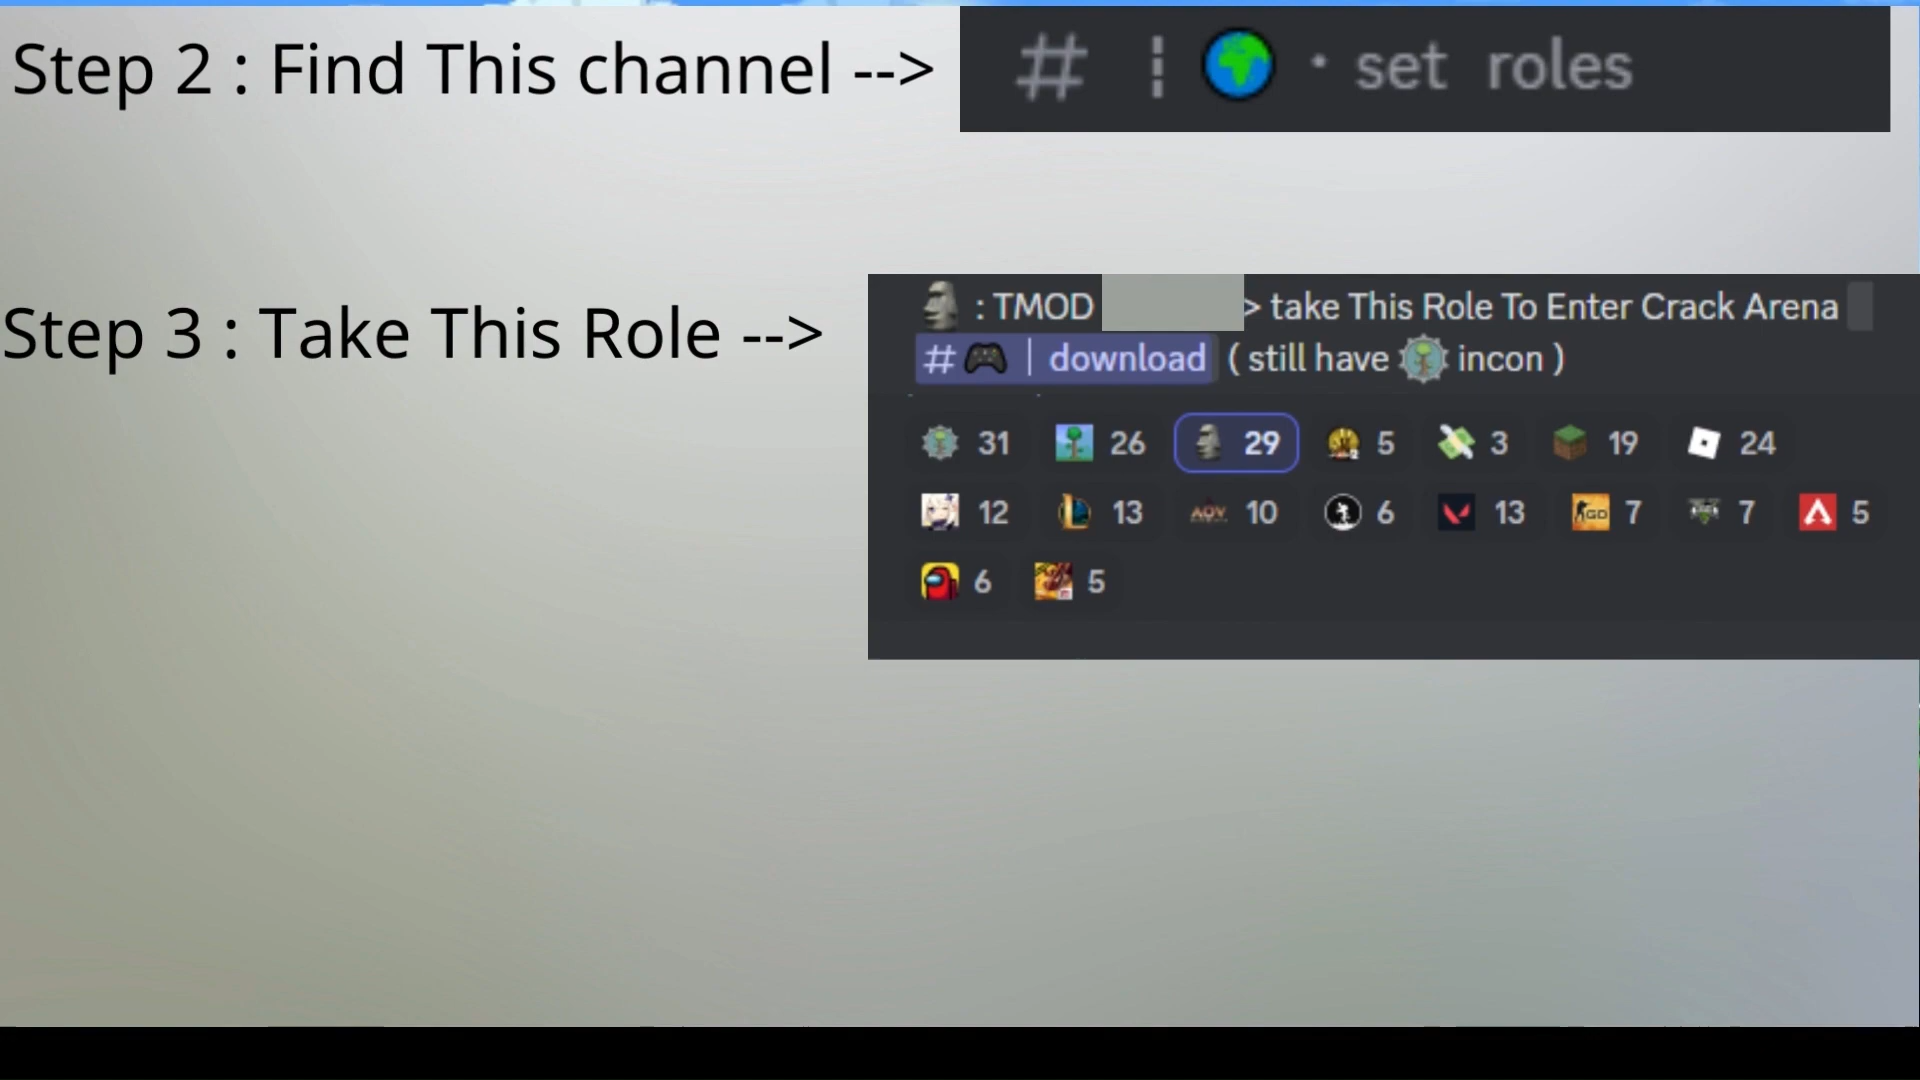 Step 2 : Find This channel -->
# ┊ 🌍 · set roles
Step 3 : Take This Role -->
🗿 : TMOD > take This Role To Enter Crack Arena
# 🎮 | download ( still have incon )
31 26 29 5 3 19 24
12 13 AOV 10 6 13 GO 7 7 5
6 5